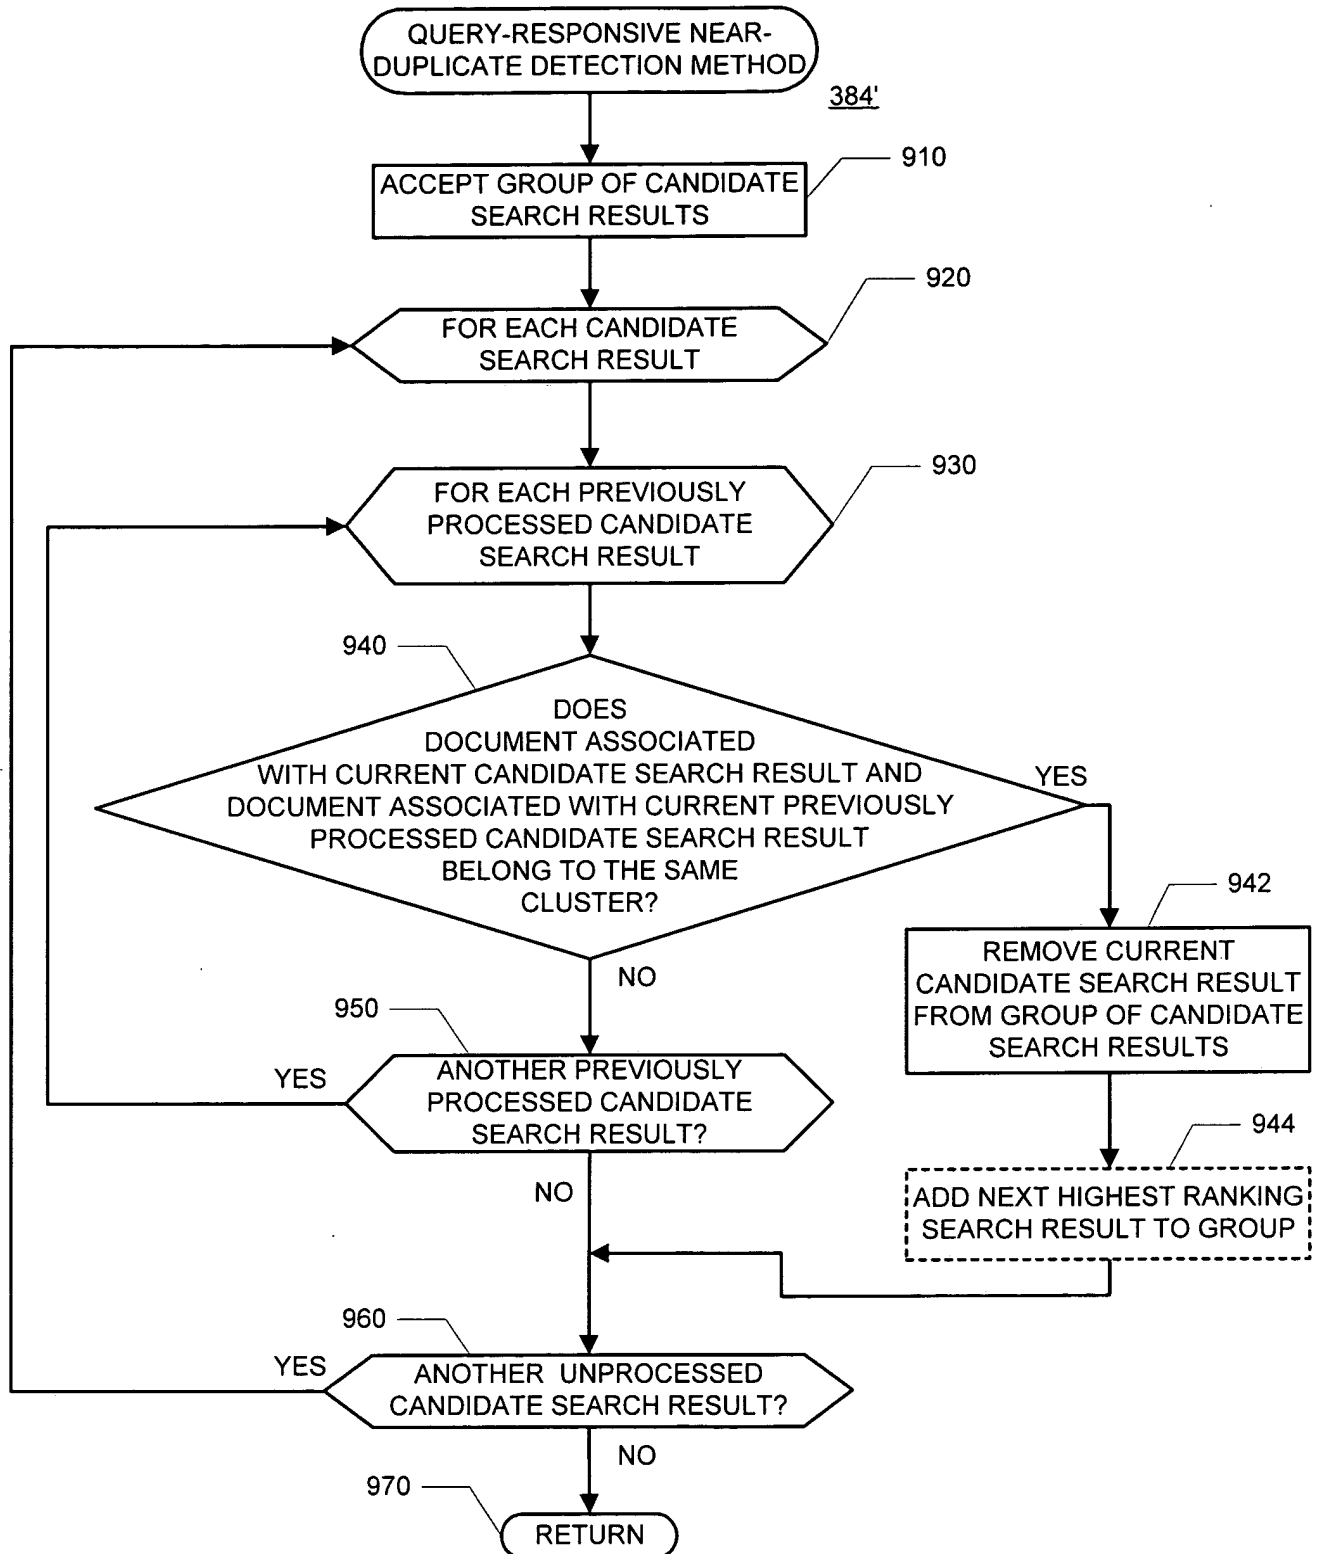 QUERY-RESPONSIVE NEAR-
DUPLICATE DETECTION METHOD
384'
910
ACCEPT GROUP OF CANDIDATE
SEARCH RESULTS
920
FOR EACH CANDIDATE
SEARCH RESULT
930
FOR EACH PREVIOUSLY
PROCESSED CANDIDATE
SEARCH RESULT
940
DOES
DOCUMENT ASSOCIATED
WITH CURRENT CANDIDATE SEARCH RESULT AND
DOCUMENT ASSOCIATED WITH CURRENT PREVIOUSLY
PROCESSED CANDIDATE SEARCH RESULT
BELONG TO THE SAME
CLUSTER?
YES
942
REMOVE CURRENT
CANDIDATE SEARCH RESULT
FROM GROUP OF CANDIDATE
SEARCH RESULTS
NO
950
YES
ANOTHER PREVIOUSLY
PROCESSED CANDIDATE
SEARCH RESULT?
944
ADD NEXT HIGHEST RANKING
SEARCH RESULT TO GROUP
NO
960
YES
ANOTHER UNPROCESSED
CANDIDATE SEARCH RESULT?
NO
970
RETURN